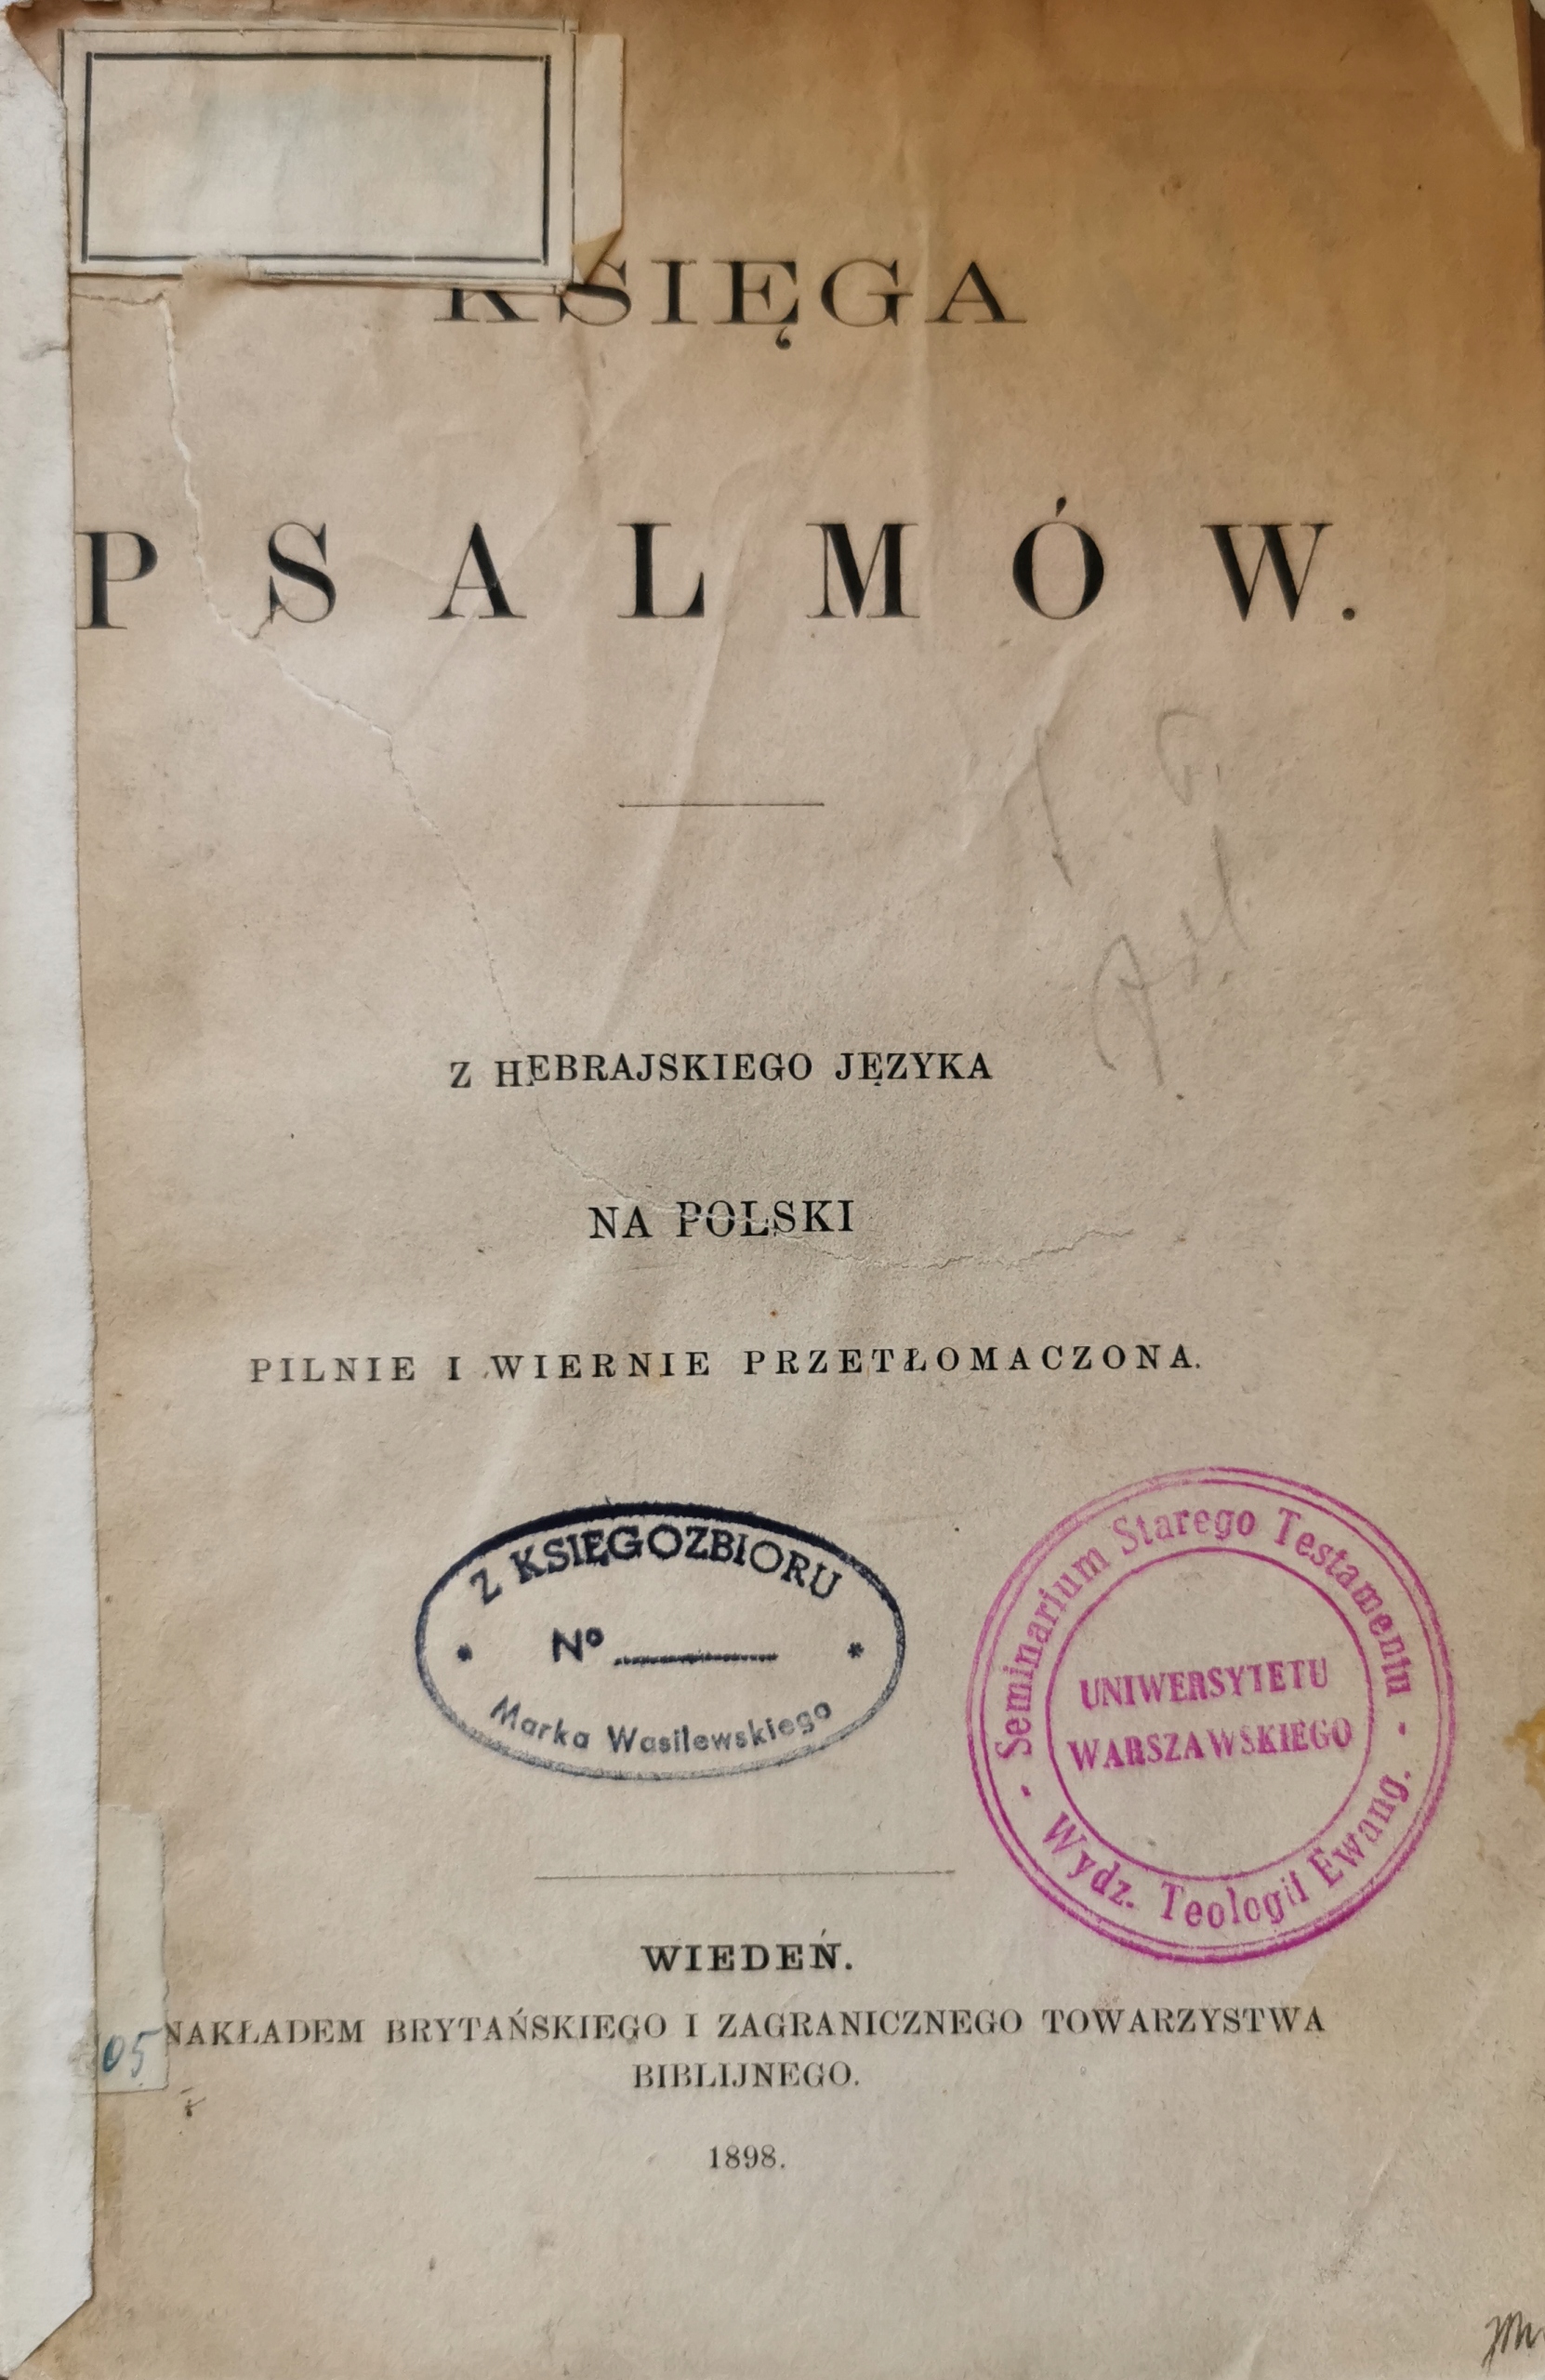 KSIĘGA
PSALMÓW.
Z HEBRAJSKIEGO JĘZYKA
NA POLSKI
PILNIE I WIERNIE PRZETŁOMACZONA.
Z KSIĘGOZBIORU
Nº
Marka Wasilewskiego
Seminarium Starego Testamentu
UNIWERSYTETU
WARSZAWSKIEGO
Wydz. Teologii Ewang.
WIEDEŃ.
NAKŁADEM BRYTAŃSKIEGO I ZAGRANICZNEGO TOWARZYSTWA
BIBLIJNEGO.
05
1898.